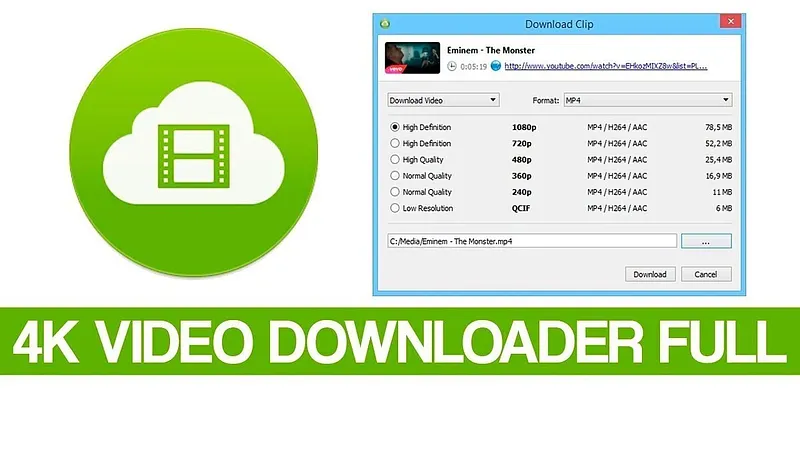 Download Clip
Eminem - The Monster
0:05:19 http://www.youtube.com/watch?v=EHkozMIXZ8w&list=PL...
vevo
Download Video Format: MP4
High Definition 1080p MP4 / H264 / AAC 78,5 MB
High Definition 720p MP4 / H264 / AAC 52,2 MB
High Quality 480p MP4 / H264 / AAC 25,4 MB
Normal Quality 360p MP4 / H264 / AAC 16,9 MB
Normal Quality 240p MP4 / H264 / AAC 11 MB
Low Resolution QCIF MP4 / H264 / AAC 6 MB
C:/Media/Eminem - The Monster.mp4 ...
Download Cancel
4K VIDEO DOWNLOADER FULL